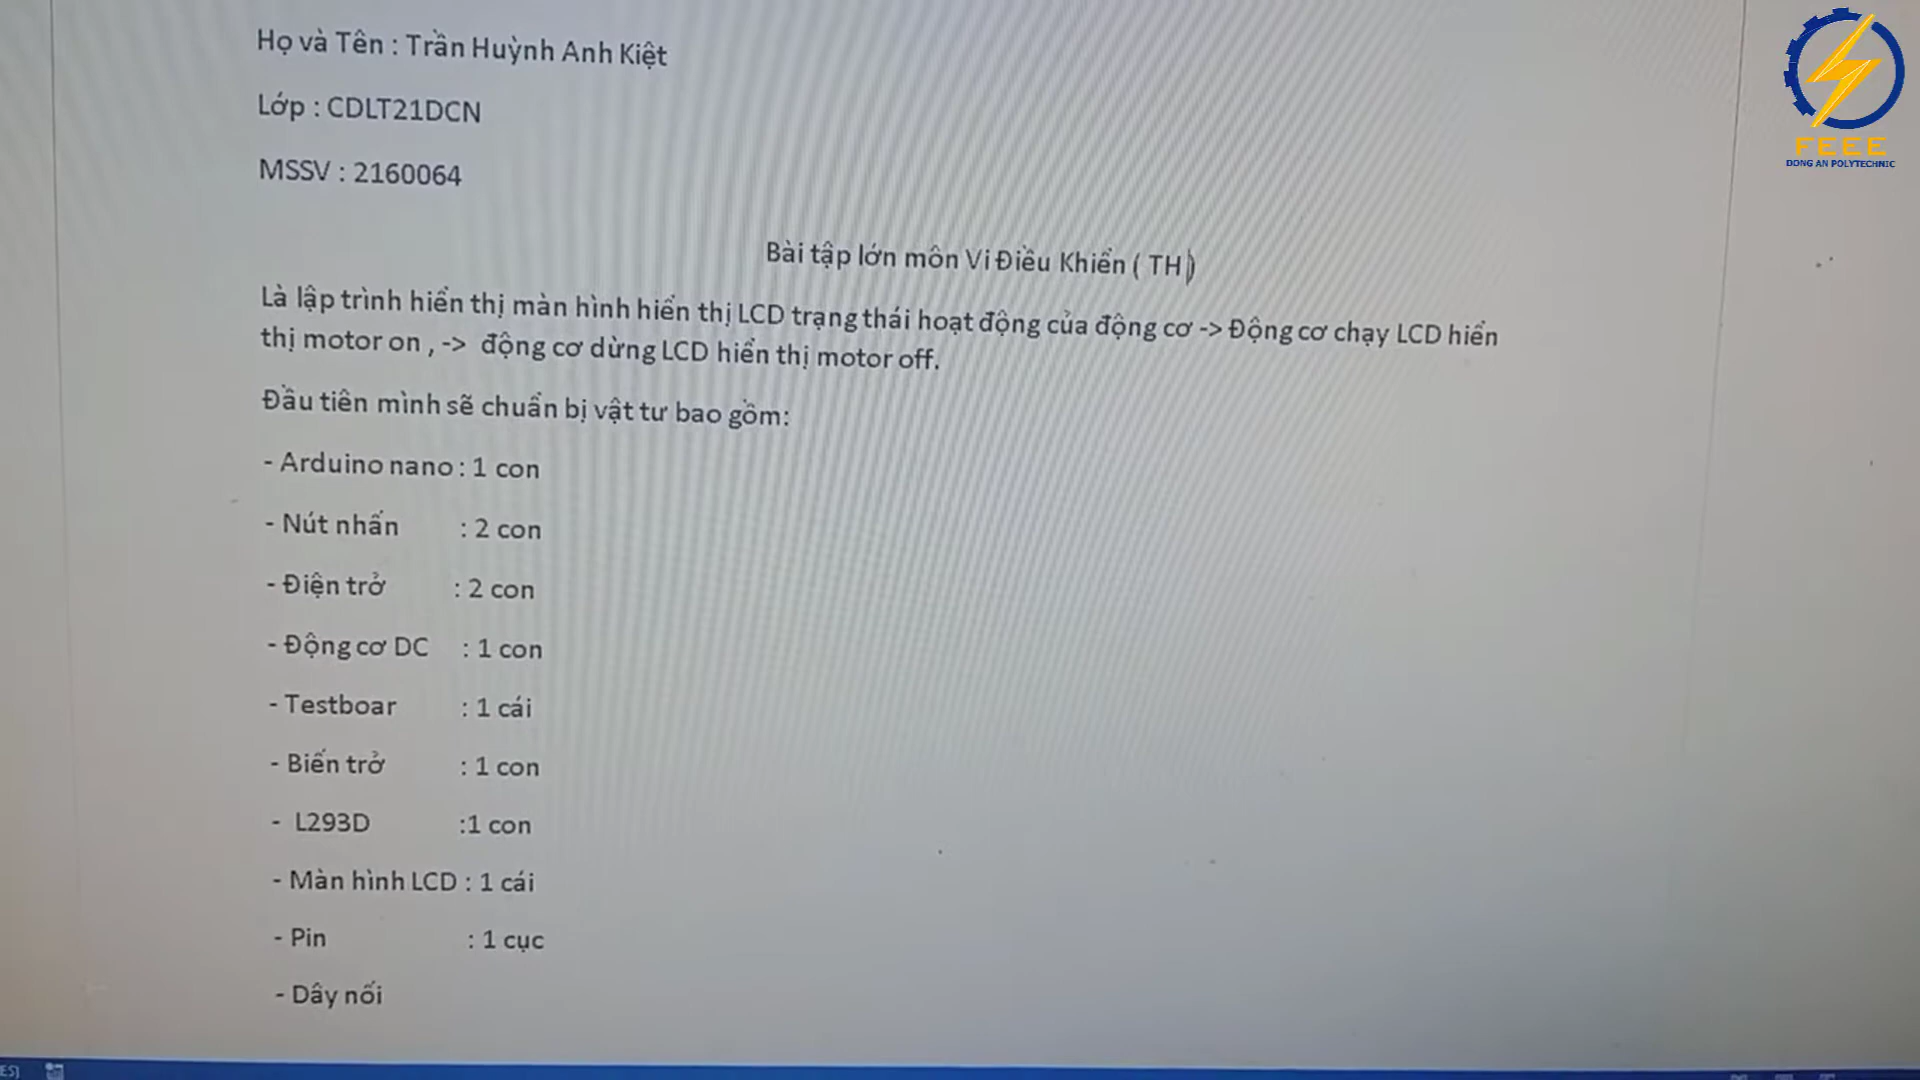 Họ và Tên : Trần Huỳnh Anh Kiệt
Lớp : CDLT21DCN
MSSV : 2160064
Bài tập lớn môn Vi Điều Khiển ( TH )
Là lập trình hiển thị màn hình hiển thị LCD trạng thái hoạt động của động cơ -> Động cơ chạy LCD hiển
thị motor on , -> động cơ dừng LCD hiển thị motor off.
Đầu tiên mình sẽ chuẩn bị vật tư bao gồm:
- Arduino nano : 1 con
- Nút nhấn : 2 con
- Điện trở : 2 con
- Động cơ DC : 1 con
- Testboar : 1 cái
- Biến trở : 1 con
- L293D :1 con
- Màn hình LCD : 1 cái
- Pin : 1 cục
- Dây nối
FEEE
DONG AN POLYTECHNIC